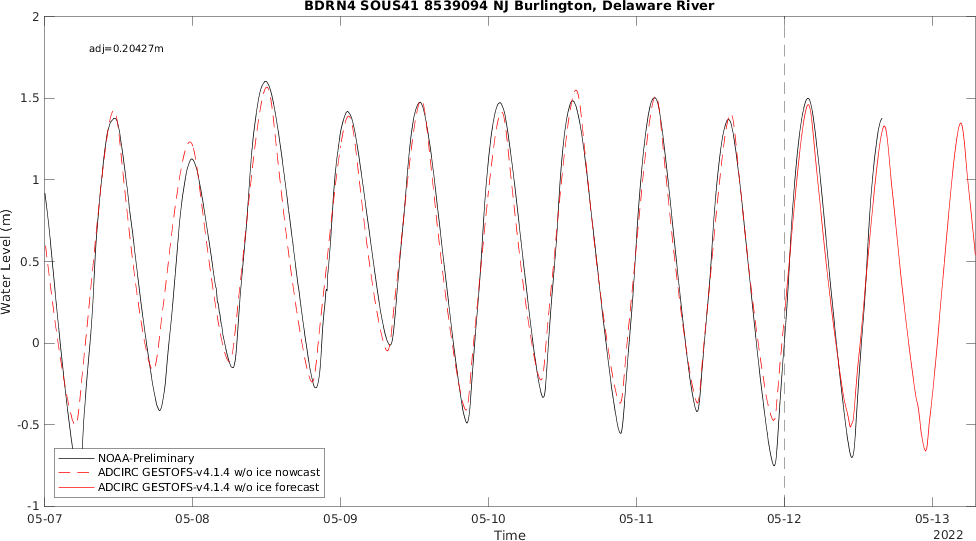 BDRN4 SOUS41 8539094 NJ Burlington, Delaware River
2
adj=0.20427m
1.5
1
0.5
0
-0.5
-1
Water Level (m)
NOAA-Preliminary
ADCIRC GESTOFS-v4.1.4 w/o ice nowcast
ADCIRC GESTOFS-v4.1.4 w/o ice forecast
05-07 05-08 05-09 05-10 05-11 05-12 05-13
Time
2022